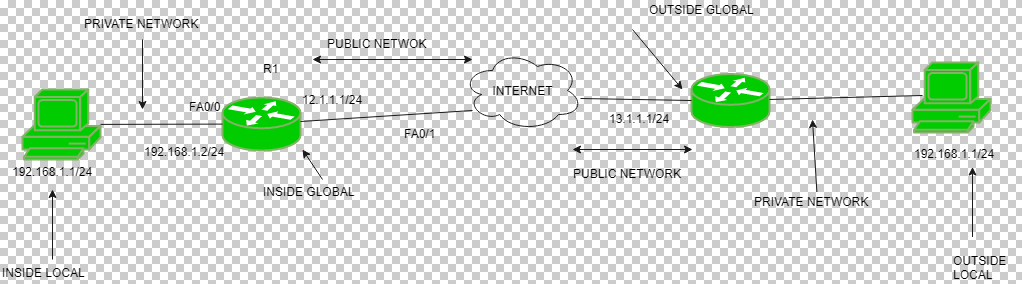 OUTSIDE GLOBAL
PRIVATE NETWORK
PUBLIC NETWOK
R1
INTERNET
FA0/0
12.1.1.1/24
13.1.1.1/24
FA0/1
192.168.1.2/24
192.168.1.1/24
192.168.1.1/24
PUBLIC NETWORK
INSIDE GLOBAL
PRIVATE NETWORK
INSIDE LOCAL
OUTSIDE
LOCAL